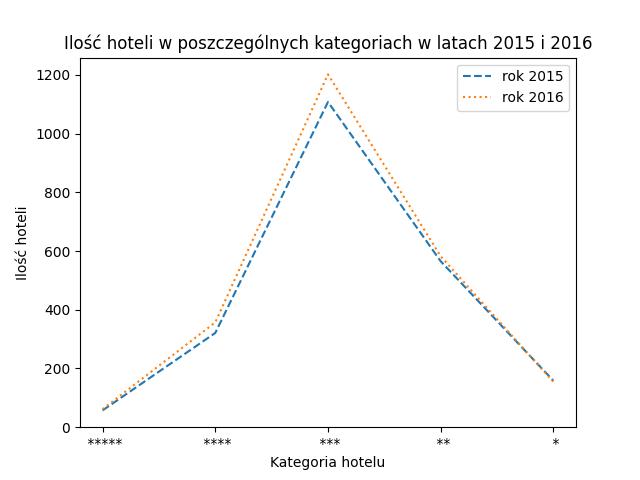 Ilość hoteli w poszczególnych kategoriach w latach 2015 i 2016
rok 2015
rok 2016
1200
1000
800
600
400
200
0
Ilość hoteli
***** **** *** ** *
Kategoria hotelu